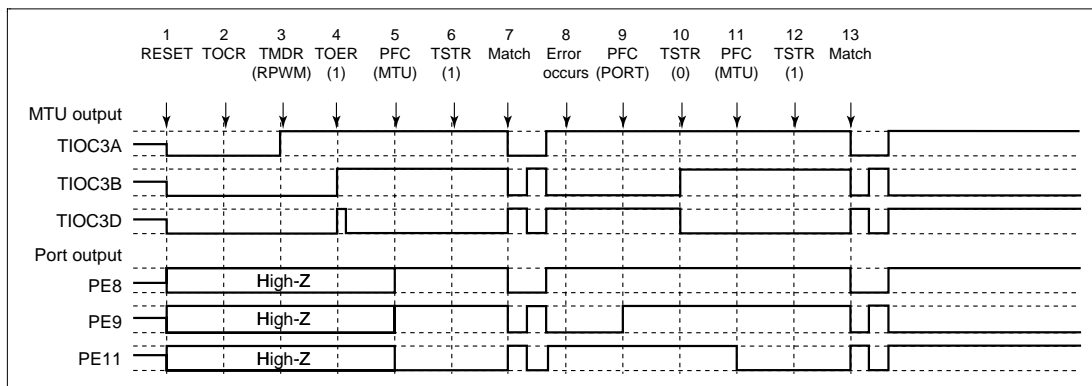 1 2 3 4 5 6 7 8 9 10 11 12 13
RESET TOCR TMDR TOER PFC TSTR Match Error PFC TSTR PFC TSTR Match
(RPWM) (1) (MTU) (1) occurs (PORT) (0) (MTU) (1)
MTU output
TIOC3A
TIOC3B
TIOC3D
Port output
PE8 High-Z
PE9 High-Z
PE11 High-Z